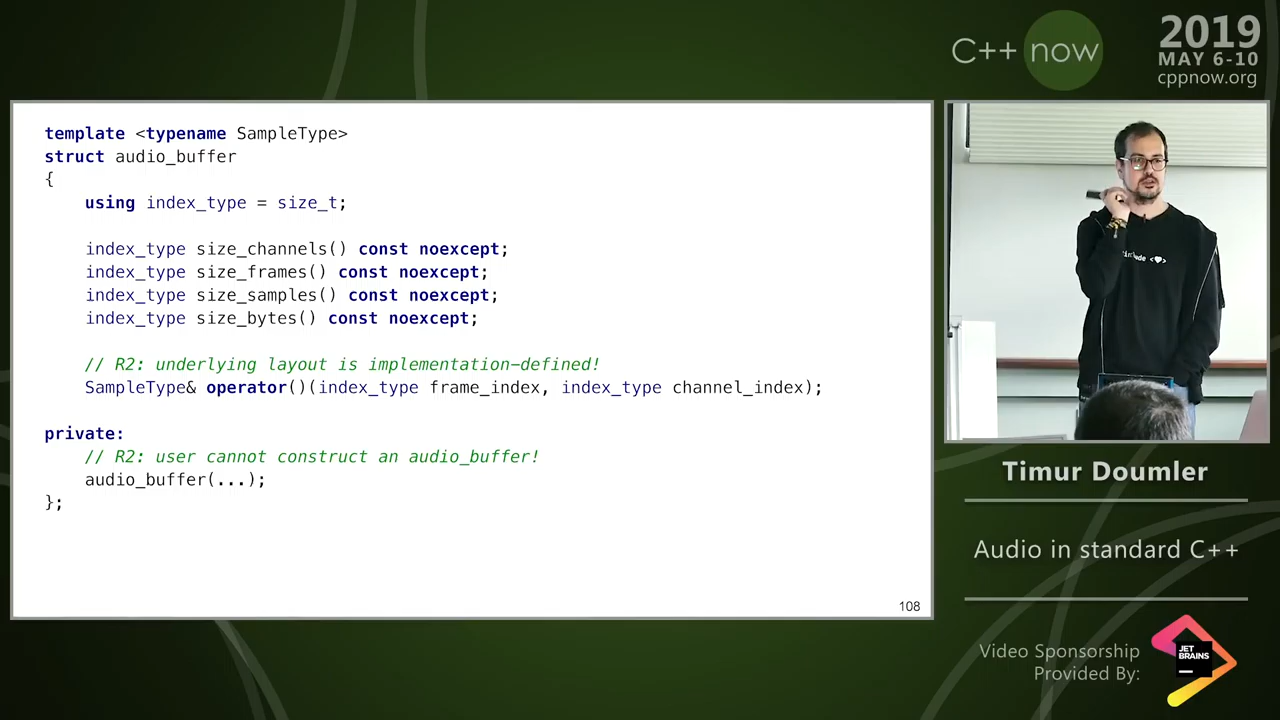 C++ now
2019
MAY 6-10
cppnow.org
template <typename SampleType>
struct audio_buffer
{
using index_type = size_t;
index_type size_channels() const noexcept;
index_type size_frames() const noexcept;
index_type size_samples() const noexcept;
index_type size_bytes() const noexcept;
// R2: underlying layout is implementation-defined!
SampleType& operator()(index_type frame_index, index_type channel_index);
private:
// R2: user cannot construct an audio_buffer!
audio_buffer(...);
};
108
Timur Doumler
Audio in standard C++
Video Sponsorship
Provided By:
JET
BRAINS